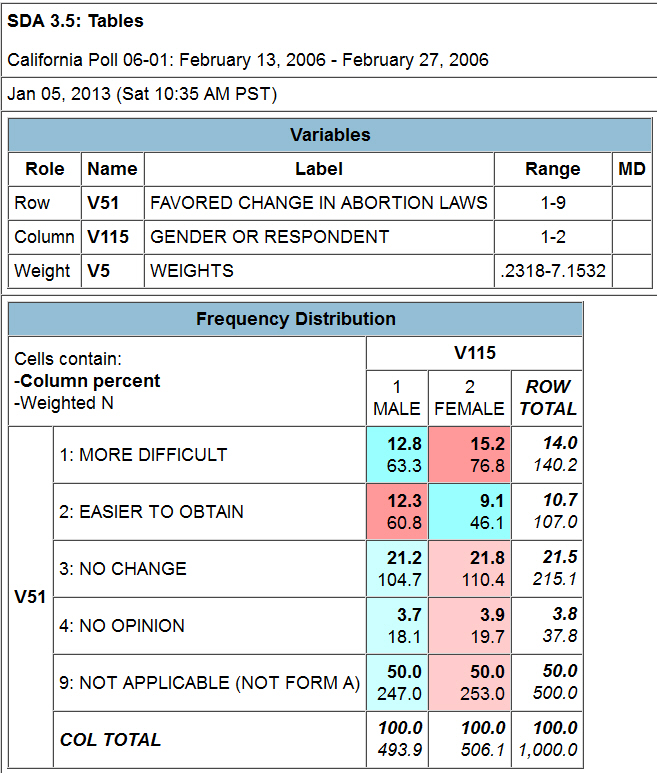 SDA 3.5: Tables
California Poll 06-01: February 13, 2006 - February 27, 2006
Jan 05, 2013 (Sat 10:35 AM PST)
Variables
Role Name Label Range MD
Row V51 FAVORED CHANGE IN ABORTION LAWS 1-9
Column V115 GENDER OR RESPONDENT 1-2
Weight V5 WEIGHTS .2318-7.1532
Frequency Distribution
Cells contain:
-Column percent
-Weighted N
V115
1 2 ROW
MALE FEMALE TOTAL
V51
1: MORE DIFFICULT
12.8 15.2 14.0
63.3 76.8 140.2
2: EASIER TO OBTAIN
12.3 9.1 10.7
60.8 46.1 107.0
3: NO CHANGE
21.2 21.8 21.5
104.7 110.4 215.1
4: NO OPINION
3.7 3.9 3.8
18.1 19.7 37.8
9: NOT APPLICABLE (NOT FORM A)
50.0 50.0 50.0
247.0 253.0 500.0
COL TOTAL
100.0 100.0 100.0
493.9 506.1 1,000.0